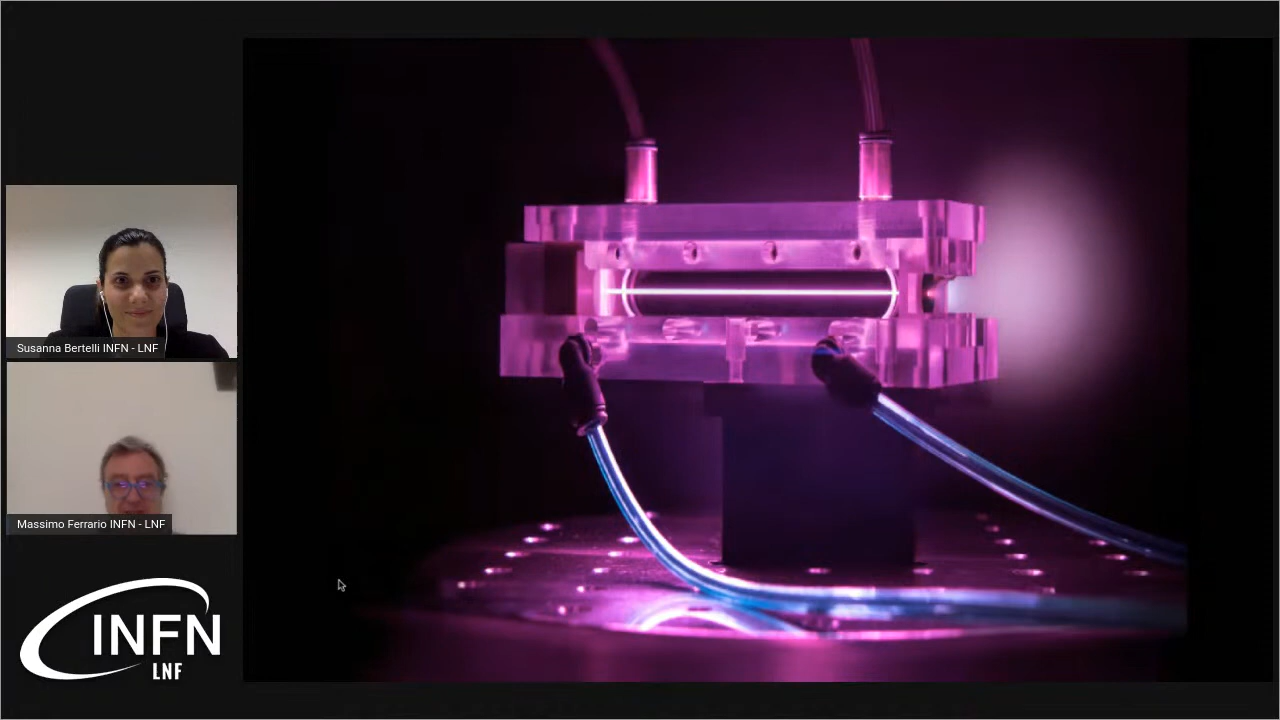 Susanna Bertelli INFN - LNF
Massimo Ferrario INFN - LNF
INFN
LNF